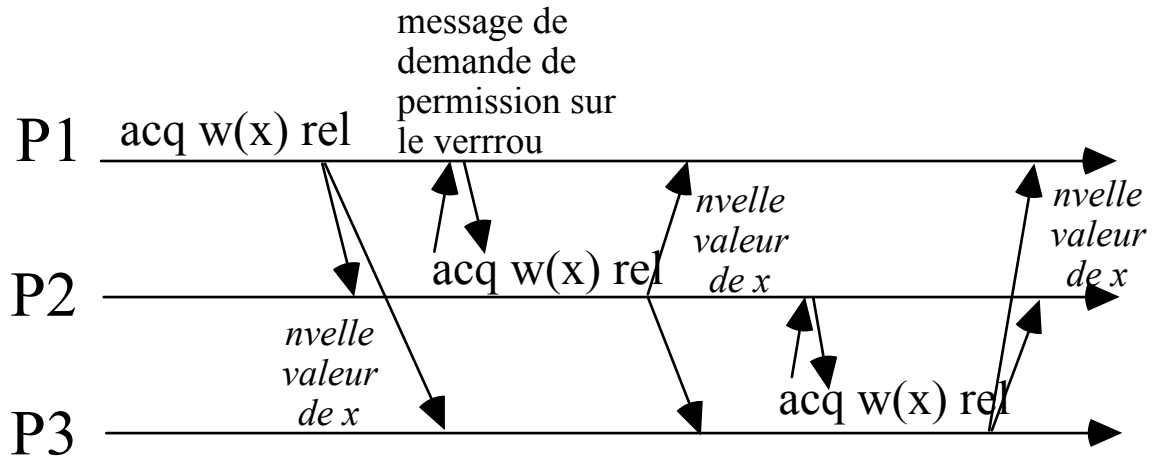 message de
demande de
permission sur
le verrrou
P1
acq w(x) rel
nvelle
valeur
de x
nvelle
valeur
de x
P2
acq w(x) rel
nvelle
valeur
de x
P3
acq w(x) rel